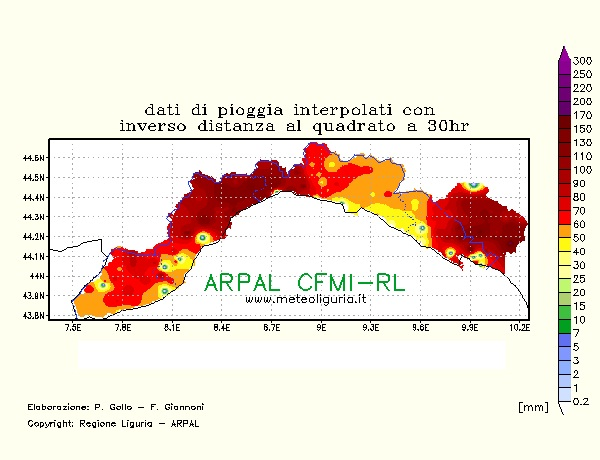 dati di pioggia interpolati con
inverso distanza al quadrato a 30hr
300
250
200
170
150
130
110
100
90
80
70
60
50
40
30
25
20
15
10
7
5
3
2
1
0.2
[mm]
44.6N
44.5N
44.4N
44.3N
44.2N
44.1N
44N
43.9N
43.8N
7.5E
7.8E
8.1E
8.4E
8.7E
9E
9.3E
9.6E
9.9E
10.2E
ARPAL CFMI-RL
www.meteoliguria.it
Elaborazione: P. Gollo - F. Giannoni
Copyright: Regione Liguria - ARPAL